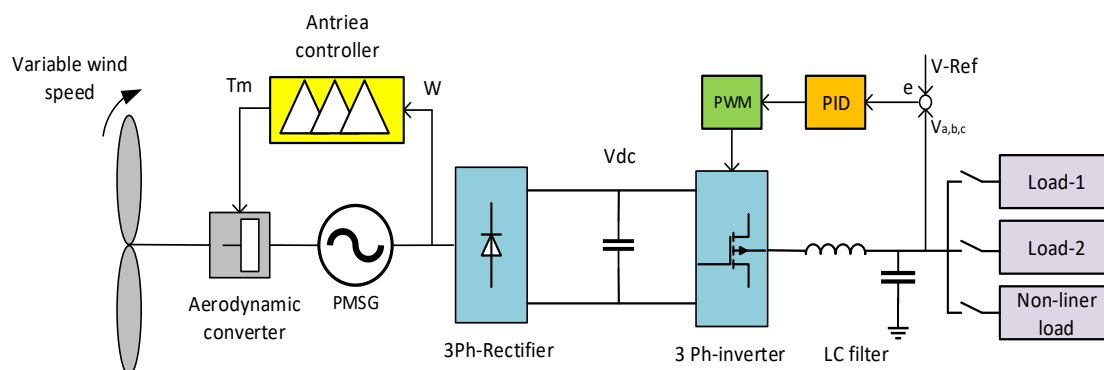 Antriea
controller
Variable wind
speed
Tm
W
V-Ref
e
PWM
PID
Va,b,c
Vdc
Load-1
Load-2
Non-liner
load
Aerodynamic
converter
PMSG
3Ph-Rectifier
3 Ph-inverter
LC filter